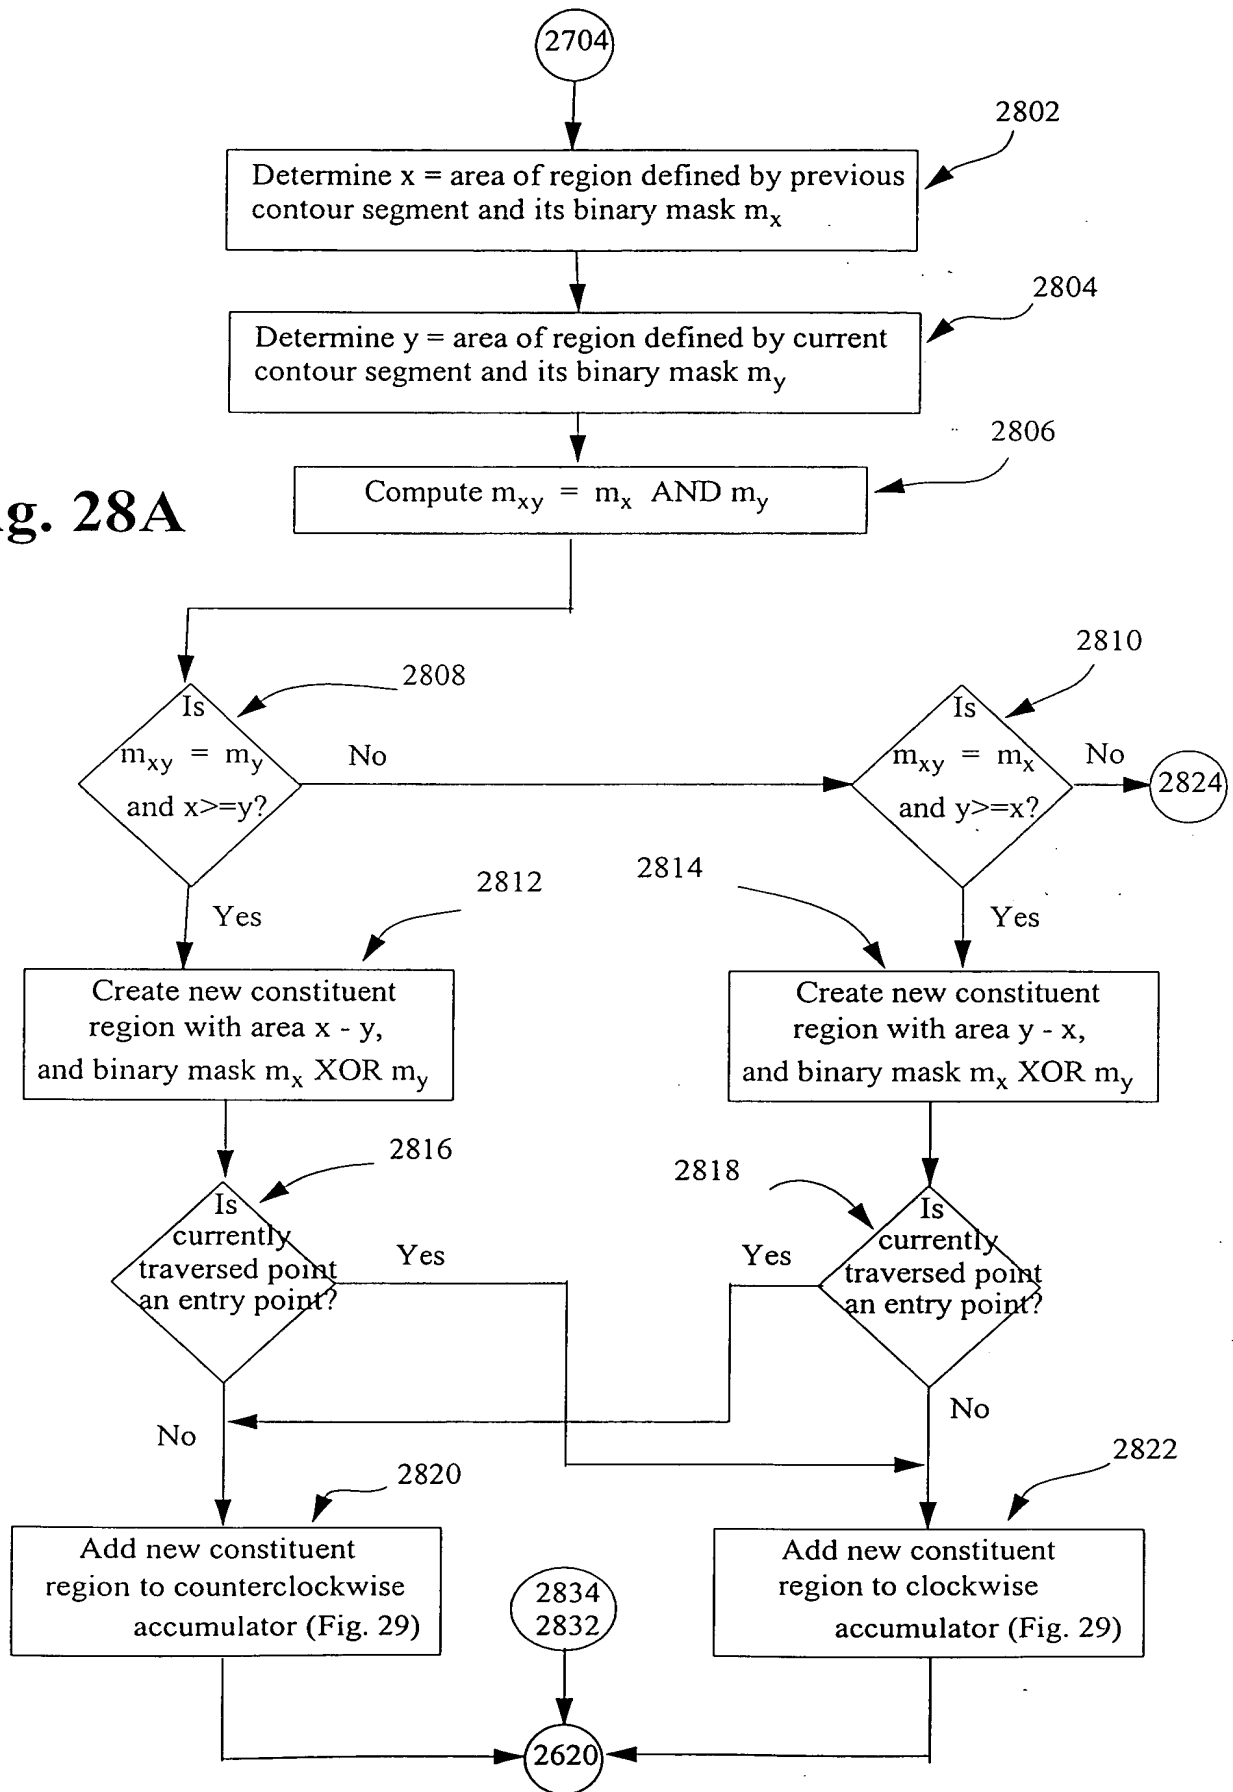 2704
2802
Determine x = area of region defined by previous
contour segment and its binary mask mx
2804
Determine y = area of region defined by current
contour segment and its binary mask my
2806
Compute mxy = mx AND my
g. 28A
2808
Is
mxy = my
and x>=y?
No
2810
Is
mxy = mx
and y>=x?
No
2824
Yes
2812
Create new constituent
region with area x - y,
and binary mask mx XOR my
2814
Yes
Create new constituent
region with area y - x,
and binary mask mx XOR my
2816
Is
currently
traversed point
an entry point?
Yes
2818
Is
currently
traversed point
an entry point?
Yes
No
No
2820
Add new constituent
region to counterclockwise
accumulator (Fig. 29)
2834
2832
2822
Add new constituent
region to clockwise
accumulator (Fig. 29)
2620